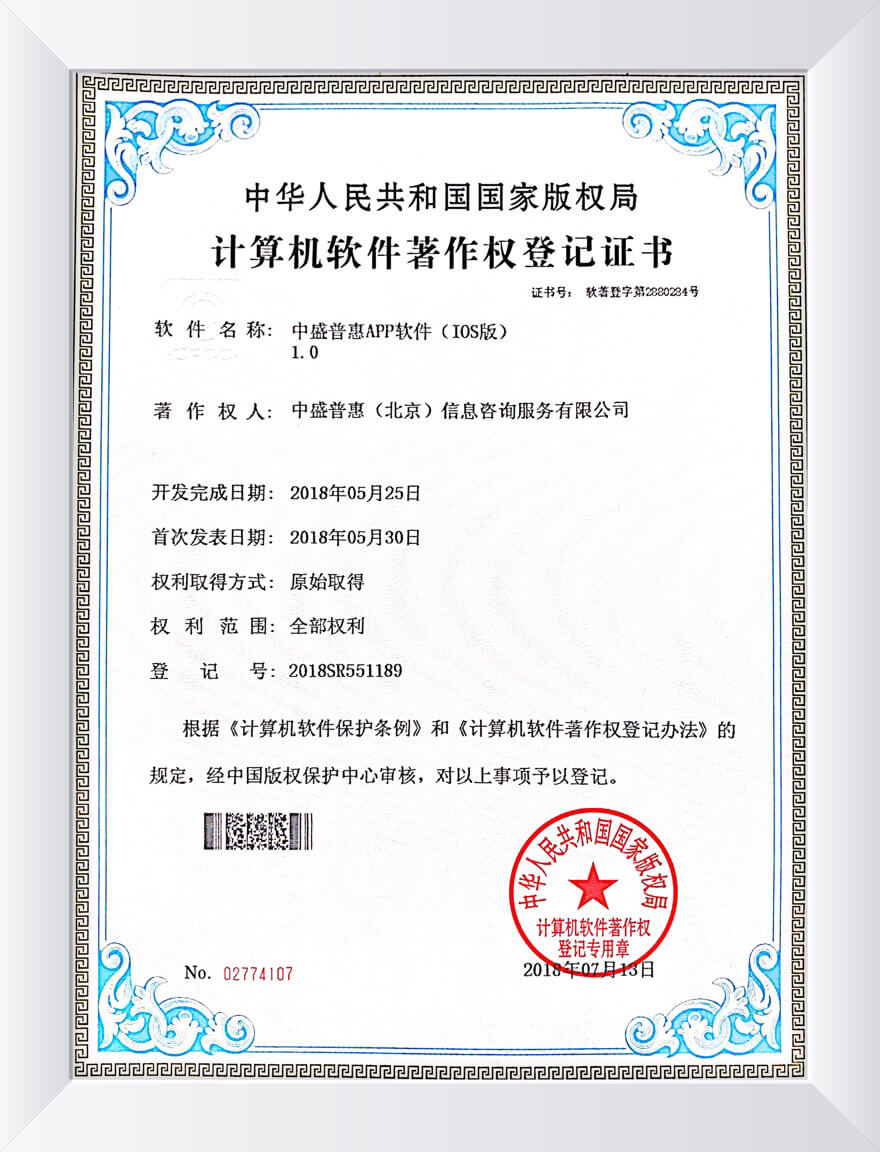 中华人民共和国国家版权局
计算机软件著作权登记证书
证书号： 软著登字第2880284号
软件名称： 中盛普惠APP软件（IOS版）
1.0
著作权人： 中盛普惠（北京）信息咨询服务有限公司
开发完成日期： 2018年05月25日
首次发表日期： 2018年05月30日
权利取得方式： 原始取得
权利范围： 全部权利
登记号： 2018SR551189
根据《计算机软件保护条例》和《计算机软件著作权登记办法》的
规定，经中国版权保护中心审核，对以上事项予以登记。
中华人民共和国国家版权局
计算机软件著作权
登记专用章
No. 02774107
2018年07月13日